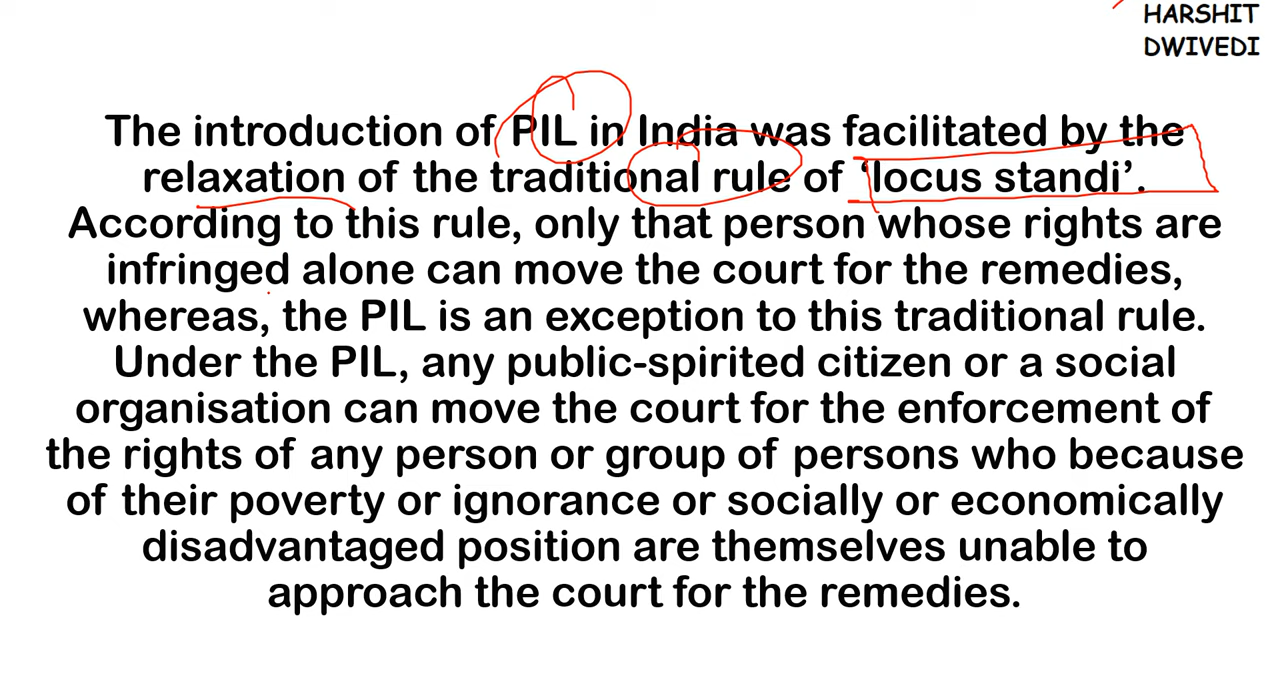 HARSHIT
DWIVEDI
The introduction of PIL in India was facilitated by the
relaxation of the traditional rule of ‘locus standi’.
According to this rule, only that person whose rights are
infringed alone can move the court for the remedies,
whereas, the PIL is an exception to this traditional rule.
Under the PIL, any public-spirited citizen or a social
organisation can move the court for the enforcement of
the rights of any person or group of persons who because
of their poverty or ignorance or socially or economically
disadvantaged position are themselves unable to
approach the court for the remedies.